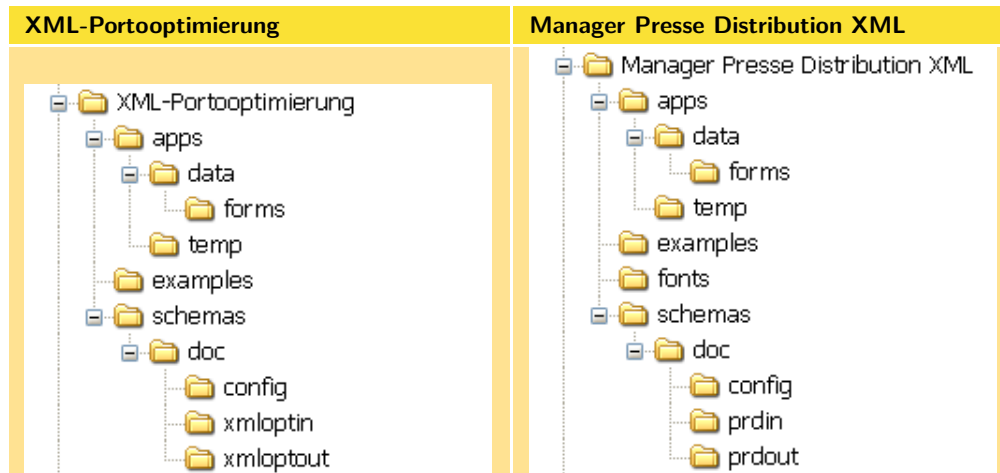 XML-Portooptimierung
XML-Portooptimierung
apps
data
forms
temp
examples
schemas
doc
config
xmloptin
xmloptout
Manager Presse Distribution XML
Manager Presse Distribution XML
apps
data
forms
temp
examples
fonts
schemas
doc
config
prdin
prdout